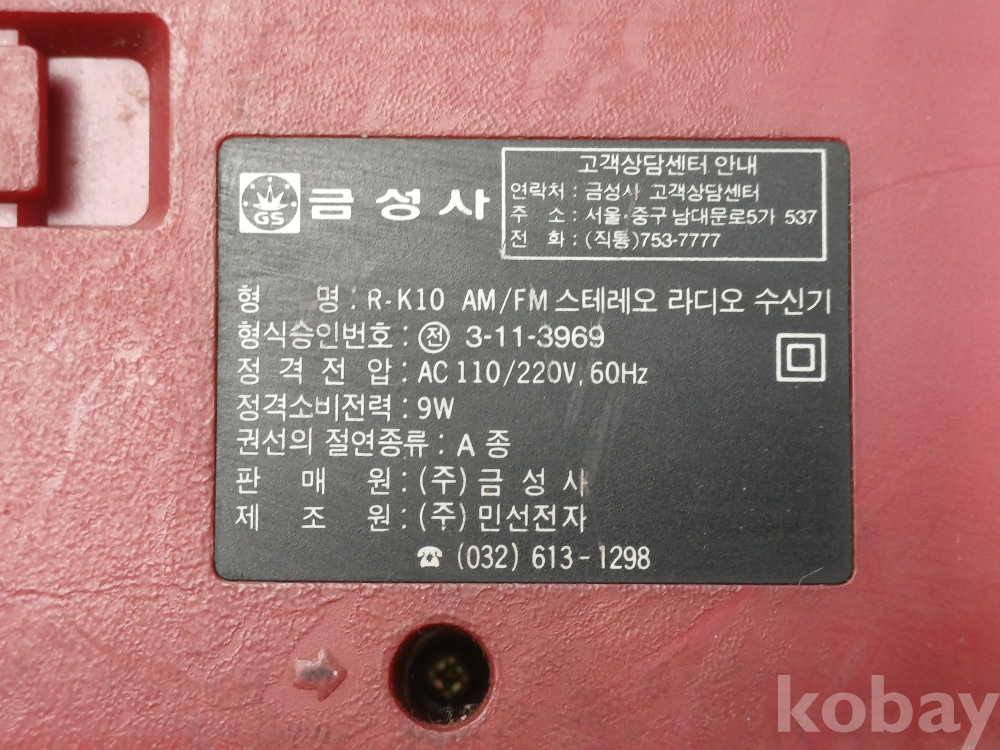 GS 금성사
고객상담센터 안내
연락처 : 금성사 고객상담센터
주 소 : 서울·중구 남대문로5가 537
전 화 : (직통)753-7777
형 명 : R-K10 AM/FM 스테레오 라디오 수신기
형식승인번호 : ㊉ 3-11-3969
정 격 전 압 : AC 110/220V, 60Hz
정격소비전력 : 9W
권선의 절연종류 : A 종
판 매 원 : (주) 금 성 사
제 조 원 : (주) 민선전자
☎ (032) 613-1298
kobay